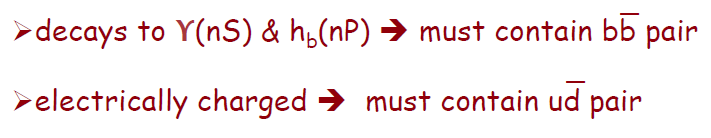 ➢decays to ϒ(nS) & h_b(nP) ➔ must contain bb̅ pair
➢electrically charged ➔ must contain ud̅ pair